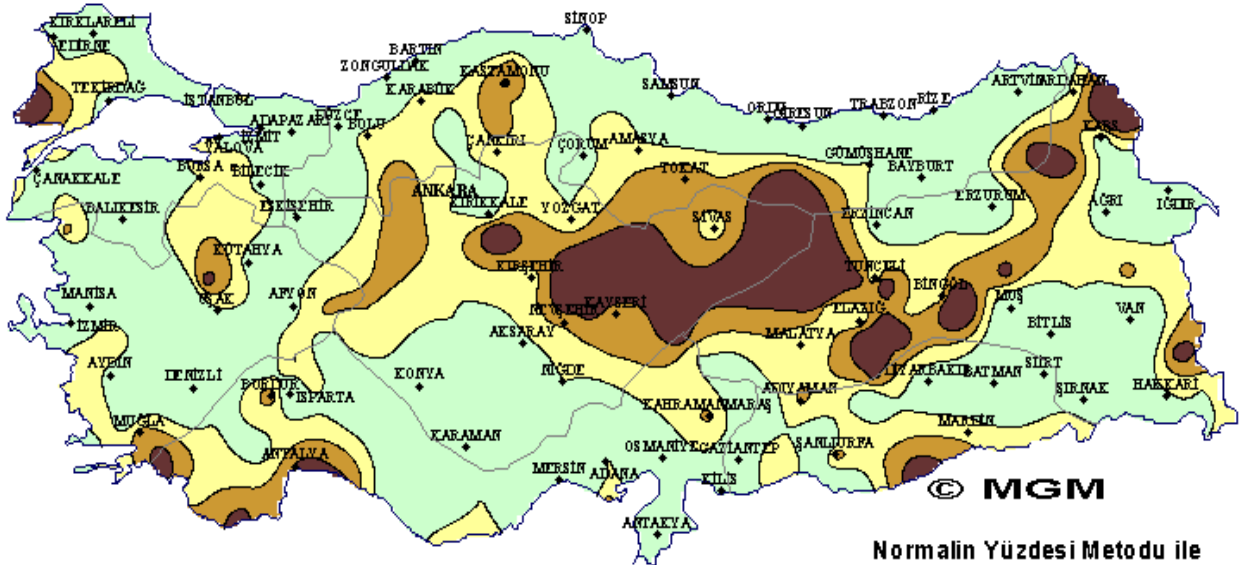 SİNOP
KIRKLARELİ
EDİRNE
BARTIN
ZONGULDAK
KASTAMONU
KARABÜK
TEKİRDAĞ
İSTANBUL
SAMSUN
ARTVİN
ARDAHAN
ORDU
GİRESUN
TRABZON
RİZE
ADAPAZARI
DÜZCE
BOLU
İZMİT
YALOVA
KARS
ÇANKIRI
ÇORUM
AMASYA
GÜMÜŞHANE
BURSA
BİLECİK
ÇANAKKALE
TOKAT
BAYBURT
ANKARA
ERZURUM
IĞDIR
BALIKESİR
ESKİŞEHİR
KIRIKKALE
YOZGAT
SİVAS
ERZİNCAN
AĞRI
KÜTAHYA
KIRŞEHİR
TUNCELİ
BİNGÖL
MANİSA
UŞAK
AFYON
NEVŞEHİR
KAYSERİ
ELAZIĞ
MUŞ
VAN
İZMİR
AKSARAY
MALATYA
BİTLİS
AYDIN
DENİZLİ
BURDUR
ISPARTA
KONYA
NİĞDE
ADIYAMAN
DİYARBAKIR
BATMAN
SİİRT
ŞIRNAK
HAKKARİ
KAHRAMANMARAŞ
MUĞLA
ANTALYA
KARAMAN
OSMANİYE
GAZİANTEP
ŞANLIURFA
MARDİN
MERSİN
ADANA
KİLİS
© MGM
ANTAKYA
Normalin Yüzdesi Metodu ile